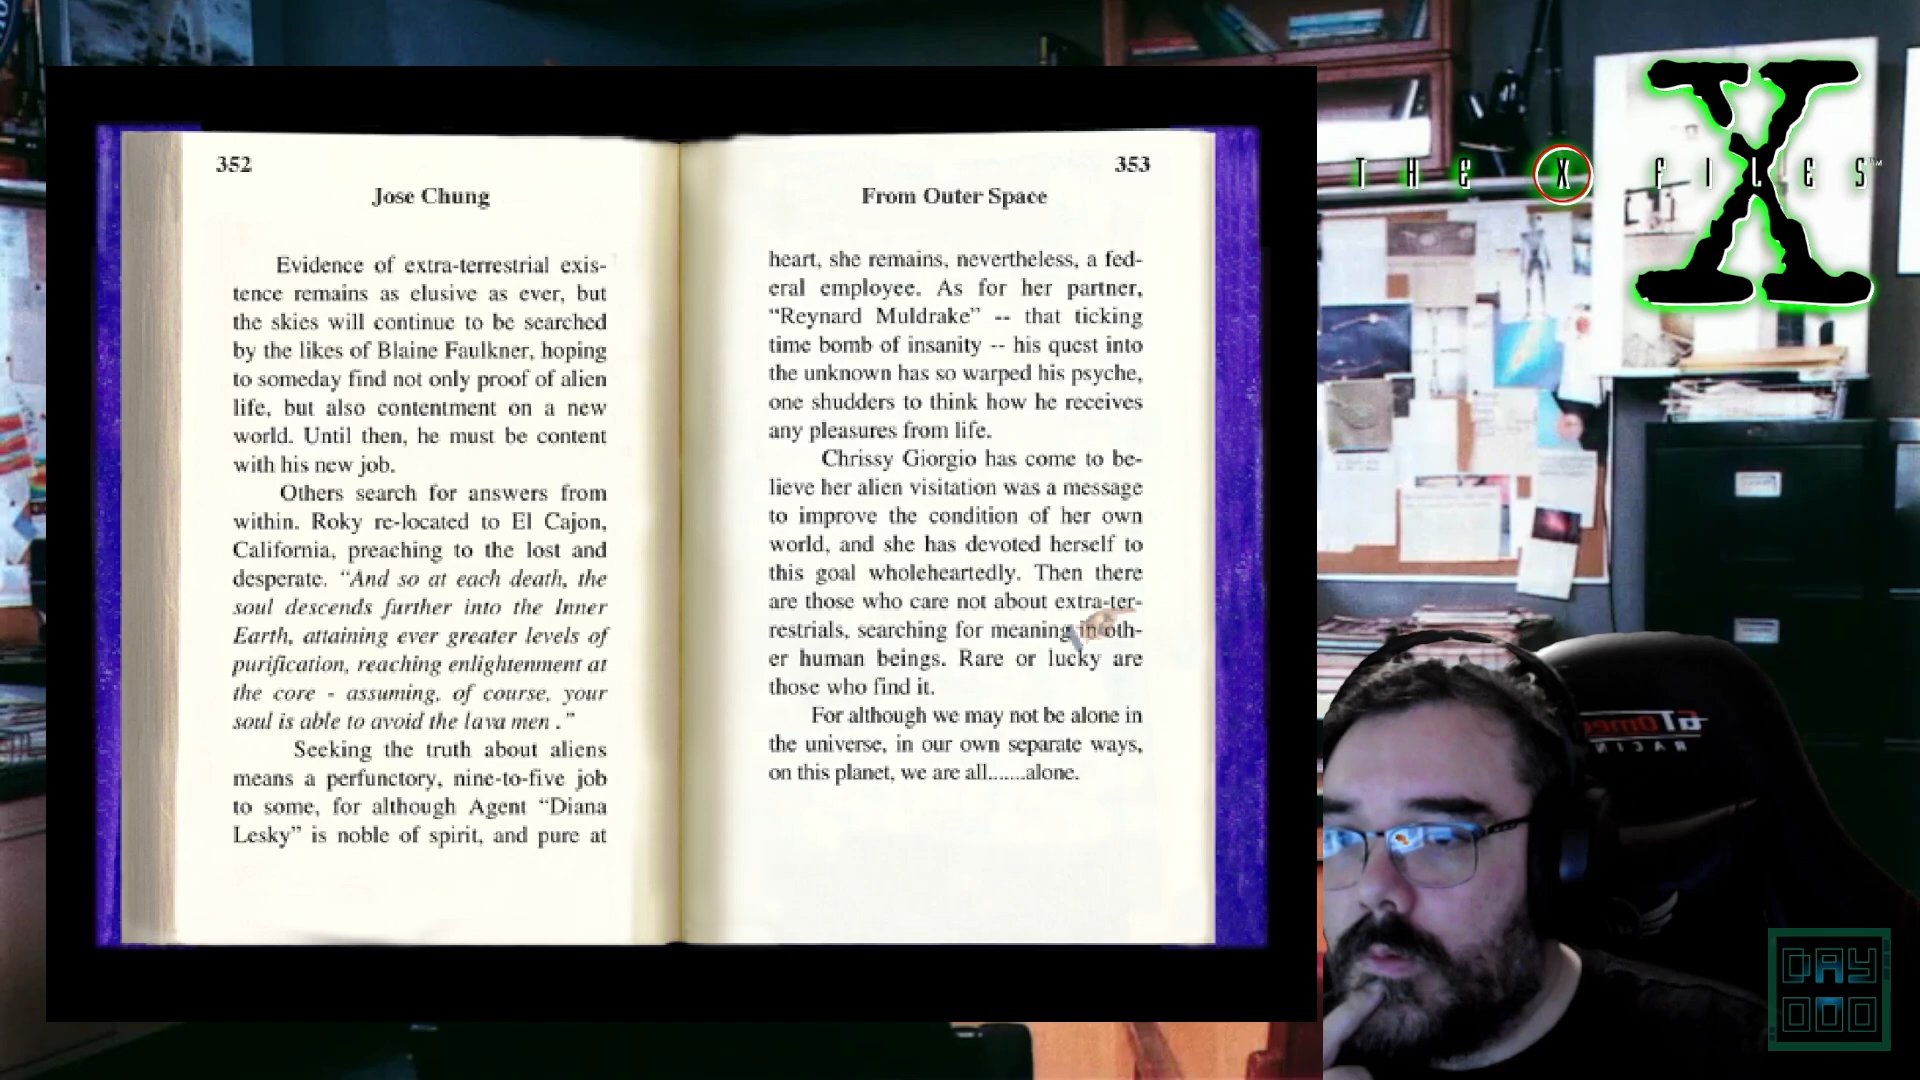 352
Jose Chung
Evidence of extra-terrestrial exis-
tence remains as elusive as ever, but
the skies will continue to be searched
by the likes of Blaine Faulkner, hoping
to someday find not only proof of alien
life, but also contentment on a new
world. Until then, he must be content
with his new job.
Others search for answers from
within. Roky re-located to El Cajon,
California, preaching to the lost and
desperate. “And so at each death, the
soul descends further into the Inner
Earth, attaining ever greater levels of
purification, reaching enlightenment at
the core - assuming, of course, your
soul is able to avoid the lava men .”
Seeking the truth about aliens
means a perfunctory, nine-to-five job
to some, for although Agent “Diana
Lesky” is noble of spirit, and pure at
353
From Outer Space
heart, she remains, nevertheless, a fed-
eral employee. As for her partner,
“Reynard Muldrake” -- that ticking
time bomb of insanity -- his quest into
the unknown has so warped his psyche,
one shudders to think how he receives
any pleasures from life.
Chrissy Giorgio has come to be-
lieve her alien visitation was a message
to improve the condition of her own
world, and she has devoted herself to
this goal wholeheartedly. Then there
are those who care not about extra-ter-
restrials, searching for meaning in oth-
er human beings. Rare or lucky are
those who find it.
For although we may not be alone in
the universe, in our own separate ways,
on this planet, we are all.......alone.
X
THE X FILES™
RACING
DAY
000